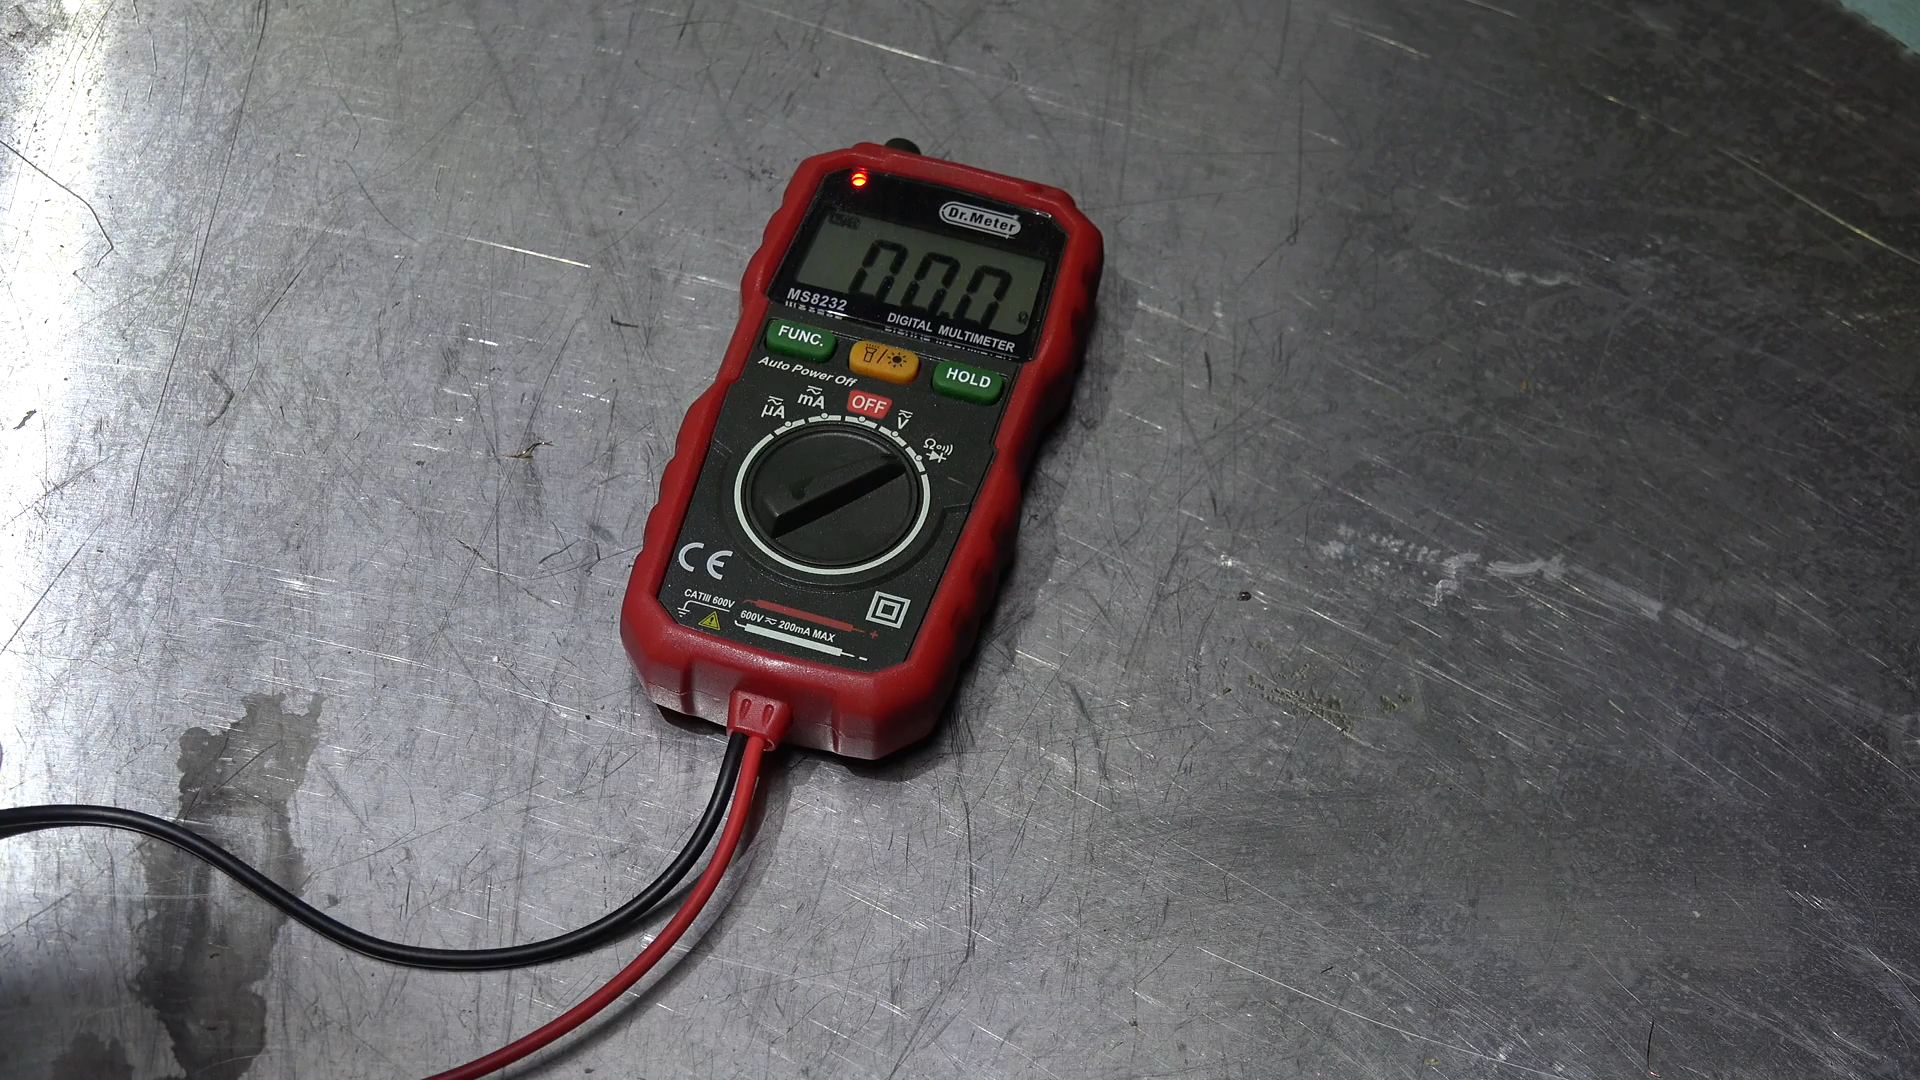 Dr.Meter
00.0
Ω
MS8232
DIGITAL MULTIMETER
FUNC.
HOLD
Auto Power Off
μA
mA
OFF
V
Ω
CE
CATIII 600V
600V 200mA MAX
+
−